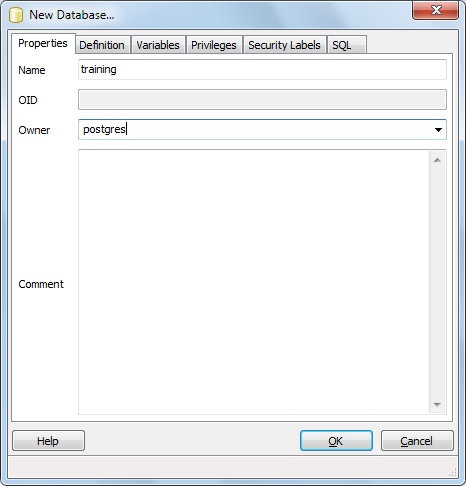 New Database...
Properties Definition Variables Privileges Security Labels SQL
Name training
OID
Owner postgres
Comment
Help OK Cancel